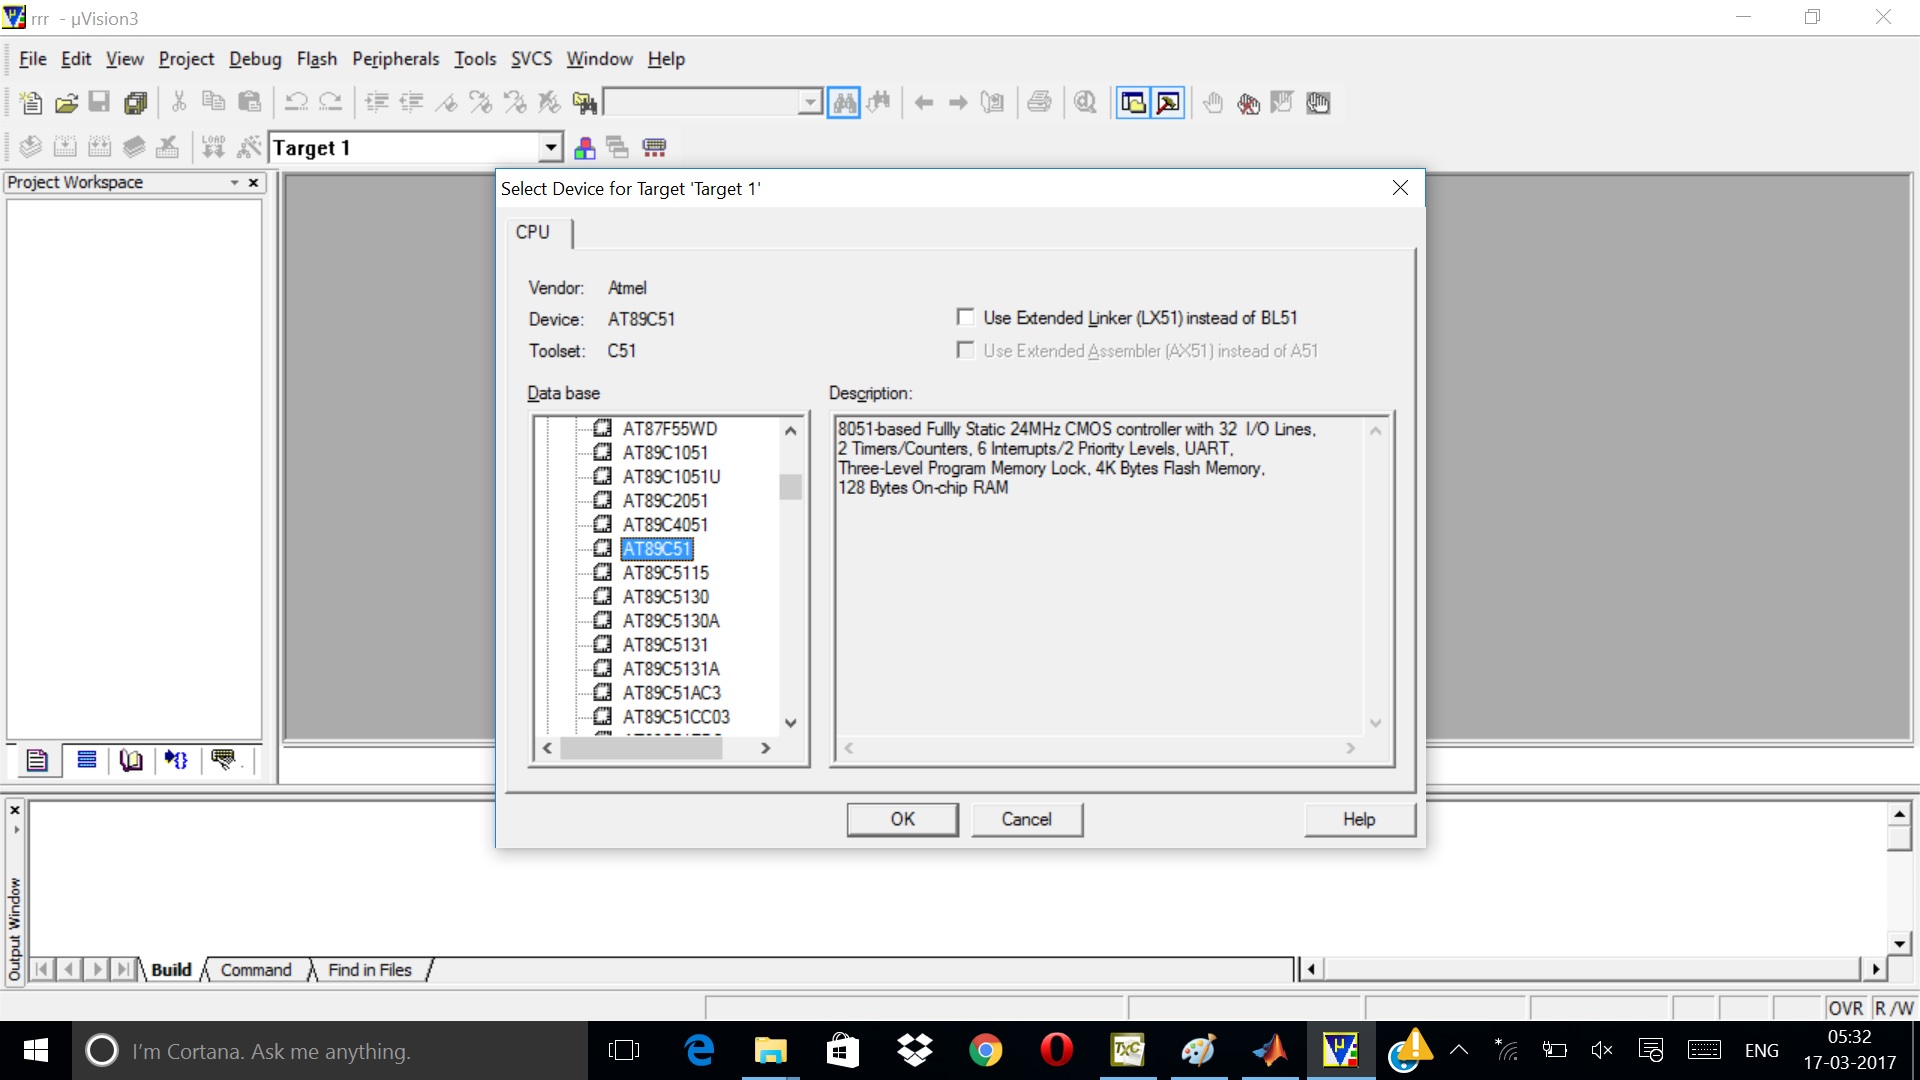 rrr - µVision3
File Edit View Project Debug Flash Peripherals Tools SVCS Window Help
LOAD
Target 1
Project Workspace
Select Device for Target 'Target 1'
CPU
Vendor: Atmel
Device: AT89C51
Toolset: C51
Use Extended Linker (LX51) instead of BL51
Use Extended Assembler (AX51) instead of A51
Data base
AT87F55WD
AT89C1051
AT89C1051U
AT89C2051
AT89C4051
AT89C51
AT89C5115
AT89C5130
AT89C5130A
AT89C5131
AT89C5131A
AT89C51AC3
AT89C51CC03
Description:
8051-based Fullly Static 24MHz CMOS controller with 32 I/O Lines,
2 Timers/Counters, 6 Interrupts/2 Priority Levels, UART,
Three-Level Program Memory Lock, 4K Bytes Flash Memory,
128 Bytes On-chip RAM
OK Cancel Help
Output Window
Build Command Find in Files
OVR R/W
I'm Cortana. Ask me anything.
TxC
ENG
05:32
17-03-2017